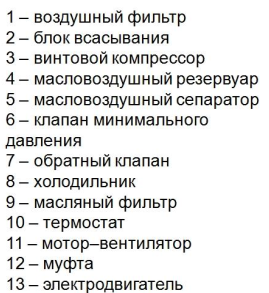 1 – воздушный фильтр
2 – блок всасывания
3 – винтовой компрессор
4 – масловоздушный резервуар
5 – масловоздушный сепаратор
6 – клапан минимального
давления
7 – обратный клапан
8 – холодильник
9 – масляный фильтр
10 – термостат
11 – мотор–вентилятор
12 – муфта
13 – электродвигатель